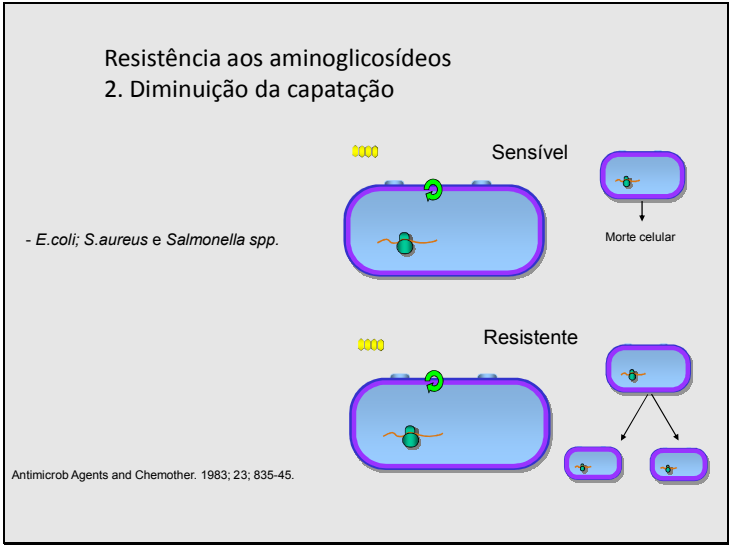 Resistência aos aminoglicosídeos
2. Diminuição da capatação
Sensível
Morte celular
- E.coli; S.aureus e Salmonella spp.
Resistente
Antimicrob Agents and Chemother. 1983; 23; 835-45.